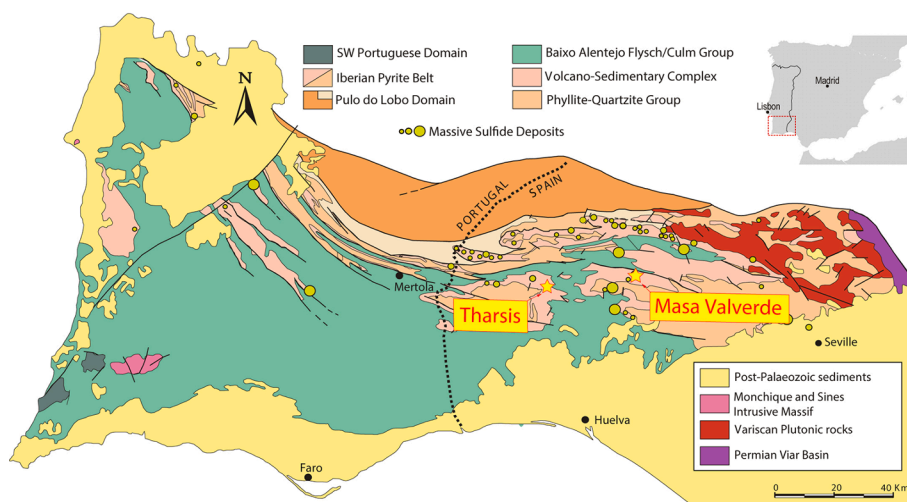 SW Portuguese Domain
Iberian Pyrite Belt
Pulo do Lobo Domain
Baixo Alentejo Flysch/Culm Group
Volcano-Sedimentary Complex
Phyllite-Quartzite Group
Massive Sulfide Deposits
N
Madrid
Lisbon
PORTUGAL
SPAIN
Mertola
Tharsis
Masa Valverde
Seville
Huelva
Faro
Post-Palaeozoic sediments
Monchique and Sines
Intrusive Massif
Variscan Plutonic rocks
Permian Viar Basin
0 20 40 Km